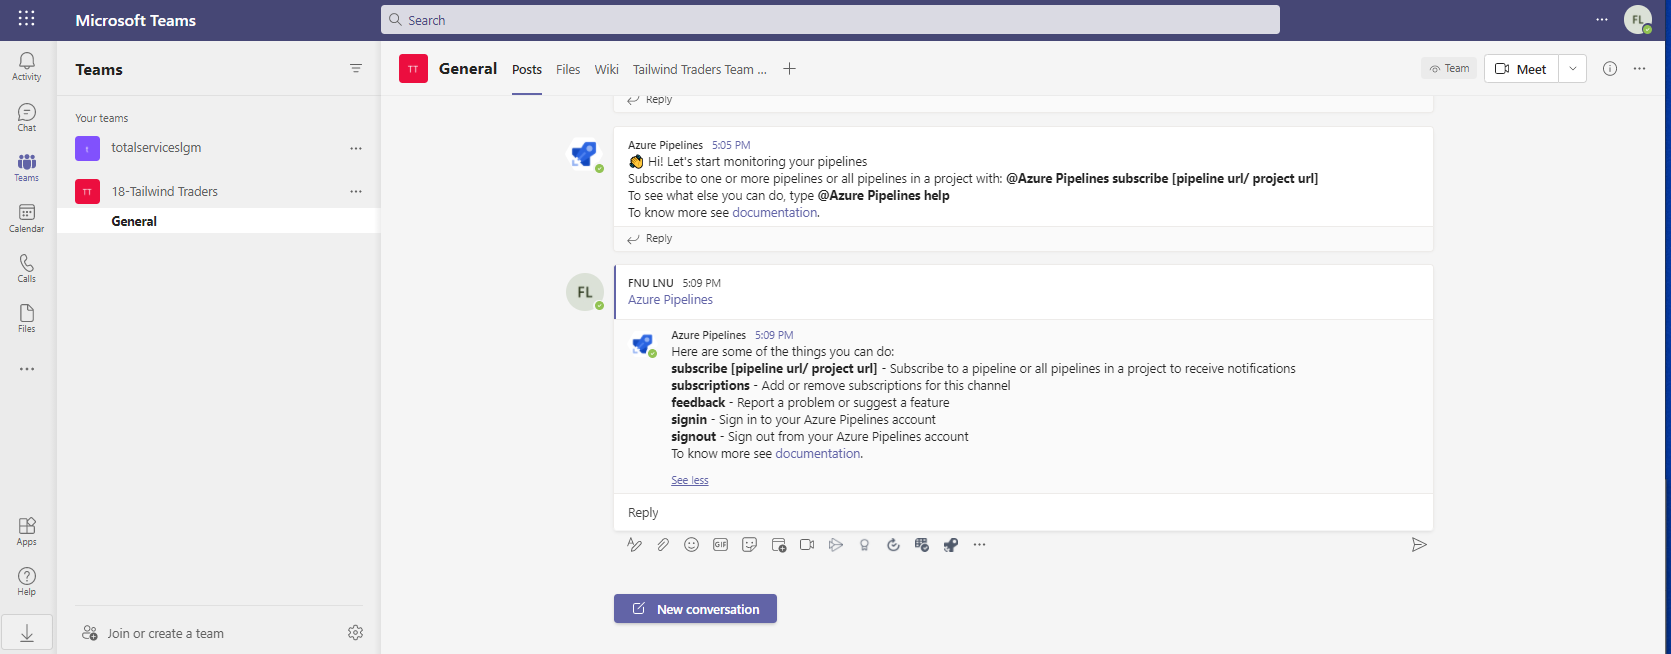 Microsoft Teams
Search
FL
Activity
Chat
Teams
Calendar
Calls
Files
Apps
Help
Teams
Your teams
t
totalserviceslgm
TT
18-Tailwind Traders
General
Join or create a team
TT
General
Posts
Files
Wiki
Tailwind Traders Team ...
Team
Meet
Reply
Azure Pipelines 5:05 PM
Hi! Let's start monitoring your pipelines
Subscribe to one or more pipelines or all pipelines in a project with: @Azure Pipelines subscribe [pipeline url/ project url]
To see what else you can do, type @Azure Pipelines help
To know more see documentation.
Reply
FL
FNU LNU 5:09 PM
Azure Pipelines
Azure Pipelines 5:09 PM
Here are some of the things you can do:
subscribe [pipeline url/ project url] - Subscribe to a pipeline or all pipelines in a project to receive notifications
subscriptions - Add or remove subscriptions for this channel
feedback - Report a problem or suggest a feature
signin - Sign in to your Azure Pipelines account
signout - Sign out from your Azure Pipelines account
To know more see documentation.
See less
Reply
GIF
New conversation